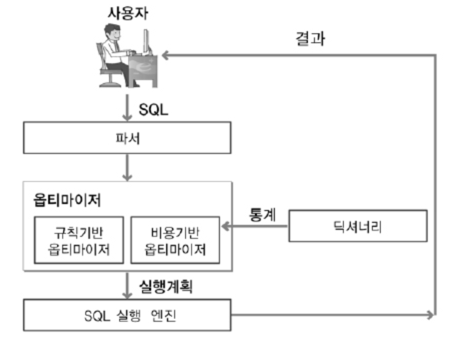 사용자
결과
SQL
파서
옵티마이저
규칙기반
옵티마이저
비용기반
옵티마이저
통계
딕셔너리
실행계획
SQL 실행 엔진